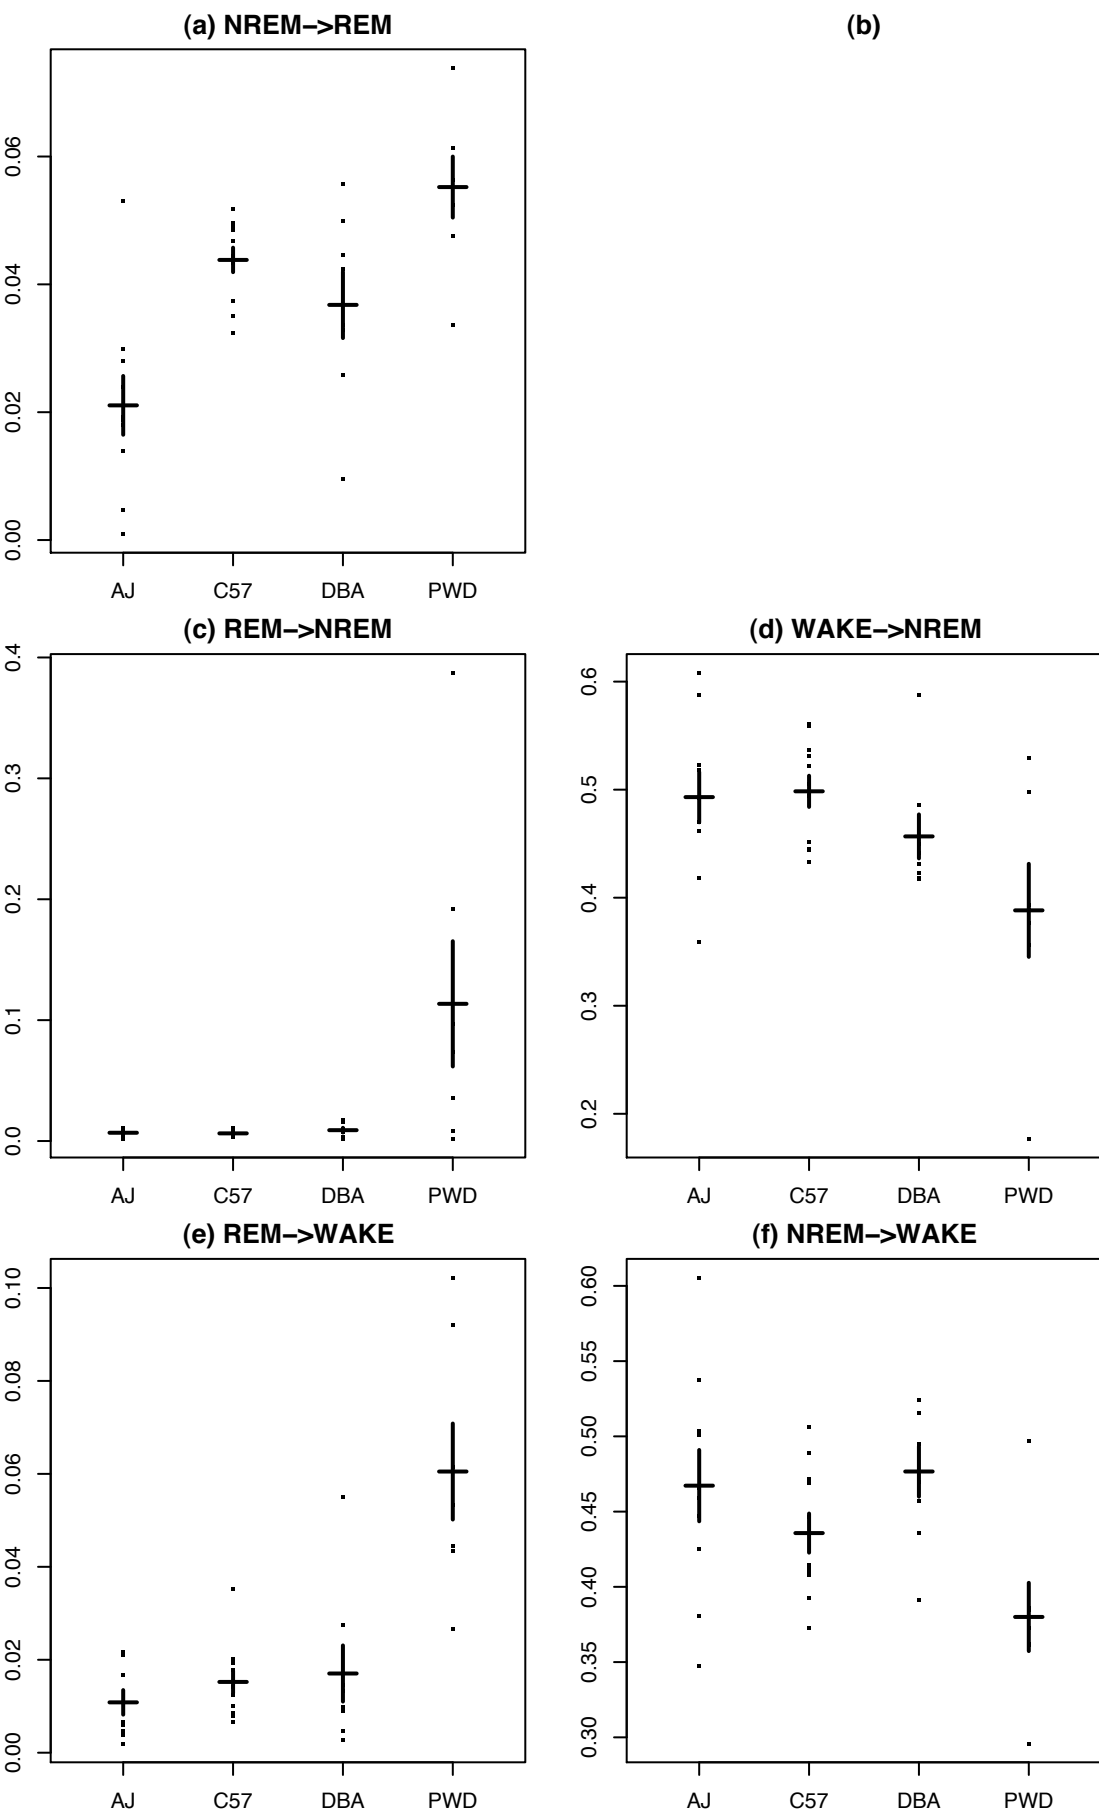 (a) NREM−>REM
(b)
0.06
0.04
0.02
0.00
AJ C57 DBA PWD
(c) REM−>NREM
(d) WAKE−>NREM
0.4
0.3
0.2
0.1
0.0
AJ C57 DBA PWD
0.6
0.5
0.4
0.3
0.2
AJ C57 DBA PWD
(e) REM−>WAKE
(f) NREM−>WAKE
0.10
0.08
0.06
0.04
0.02
0.00
AJ C57 DBA PWD
0.60
0.55
0.50
0.45
0.40
0.35
0.30
AJ C57 DBA PWD